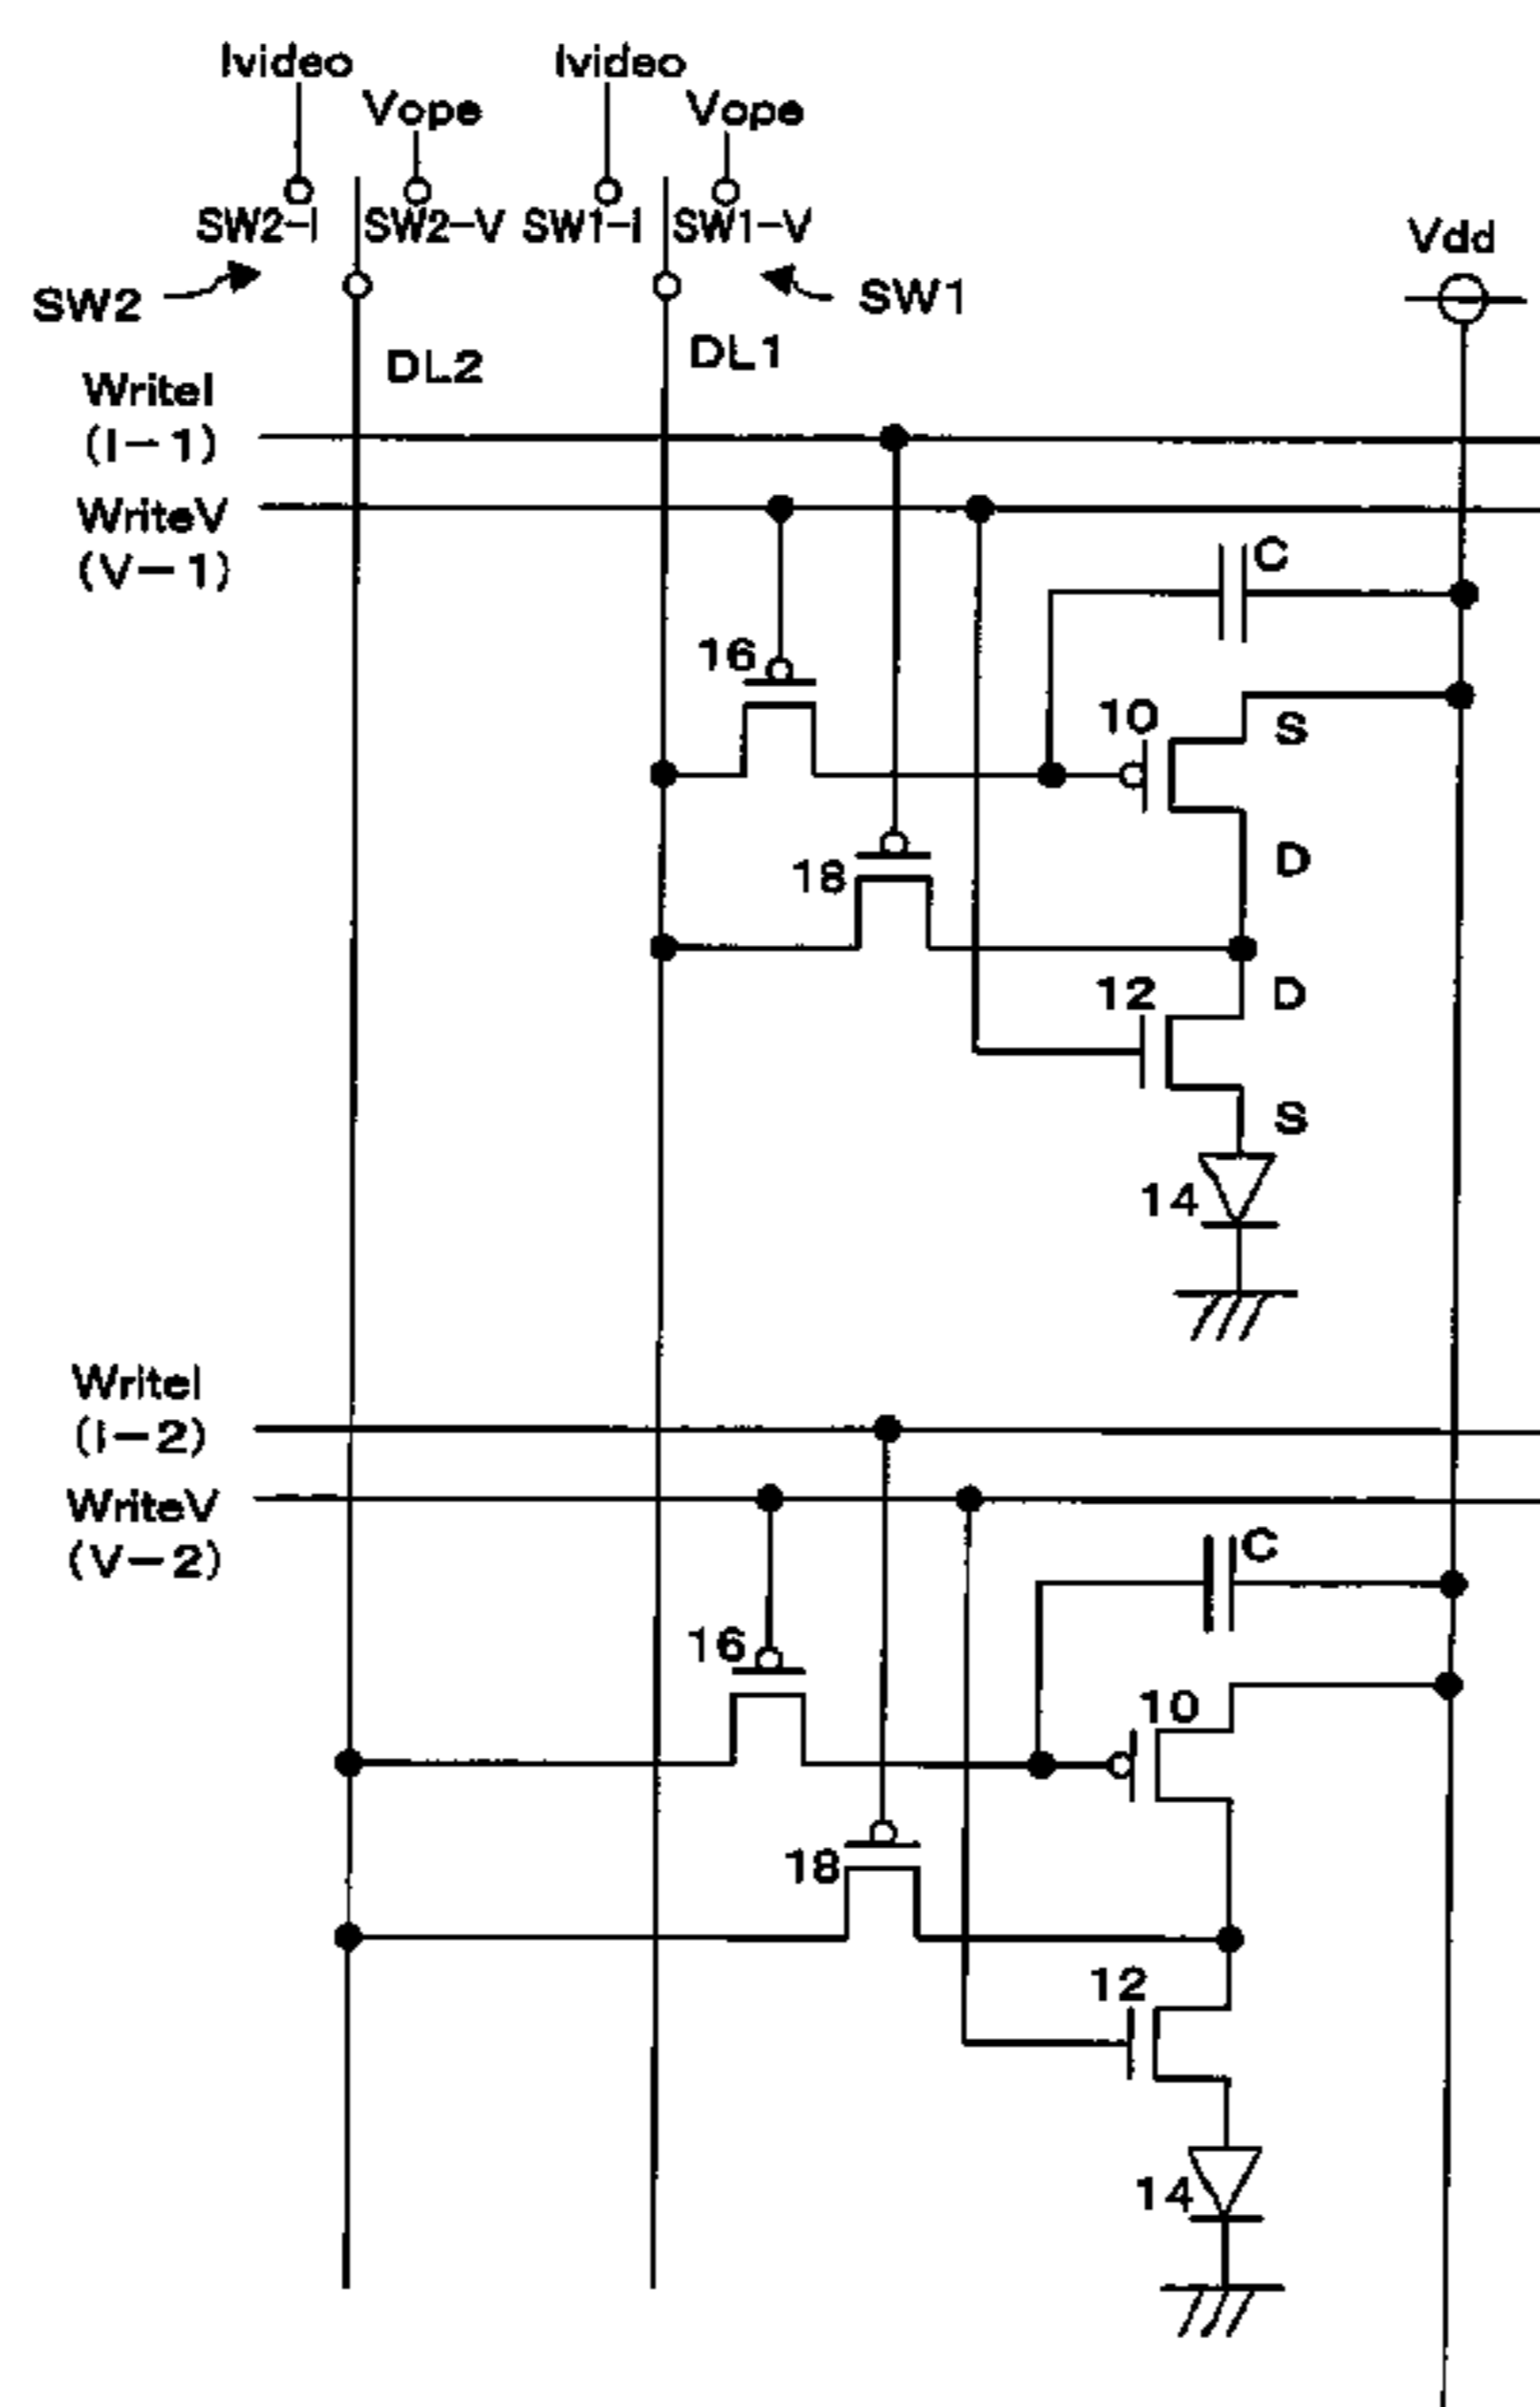 Ivideo Ivideo
Vope Vope
SW2-I SW2-V SW1-I SW1-V
Vdd
SW2 SW1
DL2 DL1
WriteI
(I-1)
WriteV
(V-1)
C
16
10 S
18 D
12 D
S
14
WriteI
(I-2)
WriteV
(V-2)
C
16
10
18
12
14